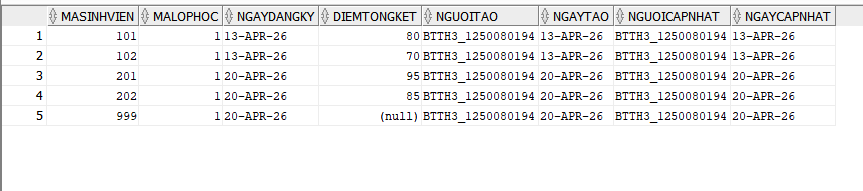 MASINHVIEN MALOPHOC NGAYDANGKY DIEMTONGKET NGUOITAO NGAYTAO NGUOICAPNHAT NGAYCAPNHAT
1 101 1 13-APR-26 80 BTTH3_1250080194 13-APR-26 BTTH3_1250080194 13-APR-26
2 102 1 13-APR-26 70 BTTH3_1250080194 13-APR-26 BTTH3_1250080194 13-APR-26
3 201 1 20-APR-26 95 BTTH3_1250080194 20-APR-26 BTTH3_1250080194 20-APR-26
4 202 1 20-APR-26 85 BTTH3_1250080194 20-APR-26 BTTH3_1250080194 20-APR-26
5 999 1 20-APR-26 (null) BTTH3_1250080194 20-APR-26 BTTH3_1250080194 20-APR-26